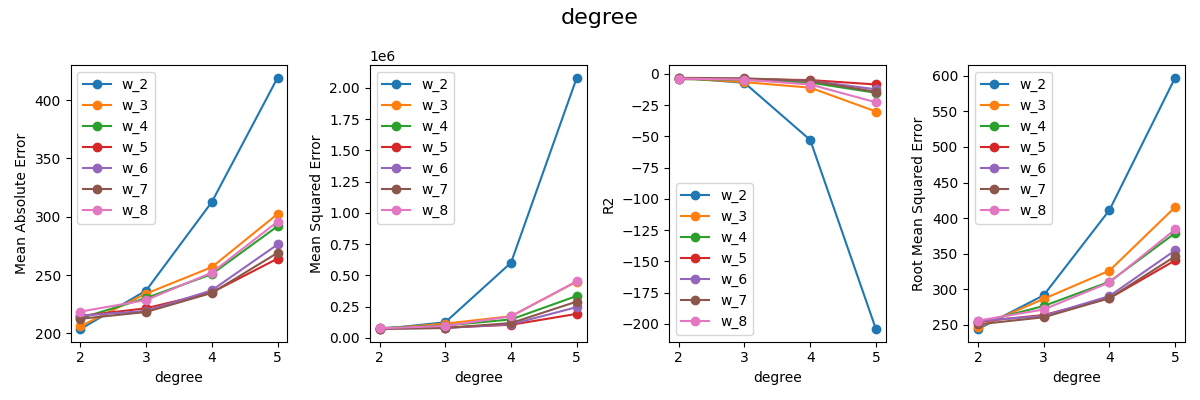 degree
Mean Absolute Error
400
350
300
250
200
2 3 4 5
degree
w_2
w_3
w_4
w_5
w_6
w_7
w_8
1e6
Mean Squared Error
2.00
1.75
1.50
1.25
1.00
0.75
0.50
0.25
0.00
2 3 4 5
degree
w_2
w_3
w_4
w_5
w_6
w_7
w_8
R2
0
−25
−50
−75
−100
−125
−150
−175
−200
2 3 4 5
degree
w_2
w_3
w_4
w_5
w_6
w_7
w_8
Root Mean Squared Error
600
550
500
450
400
350
300
250
2 3 4 5
degree
w_2
w_3
w_4
w_5
w_6
w_7
w_8